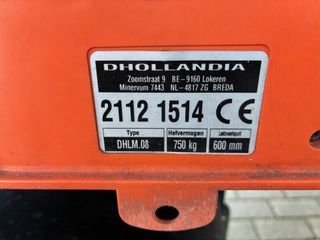 DHOLLANDIA
Zoomstraat 9 BE-9160 Lokeren
Minervum 7443 NL-4817 ZG BREDA
2112 1514 CE
Type Hefvermogen
DHLM.08 750 kg 600 mm